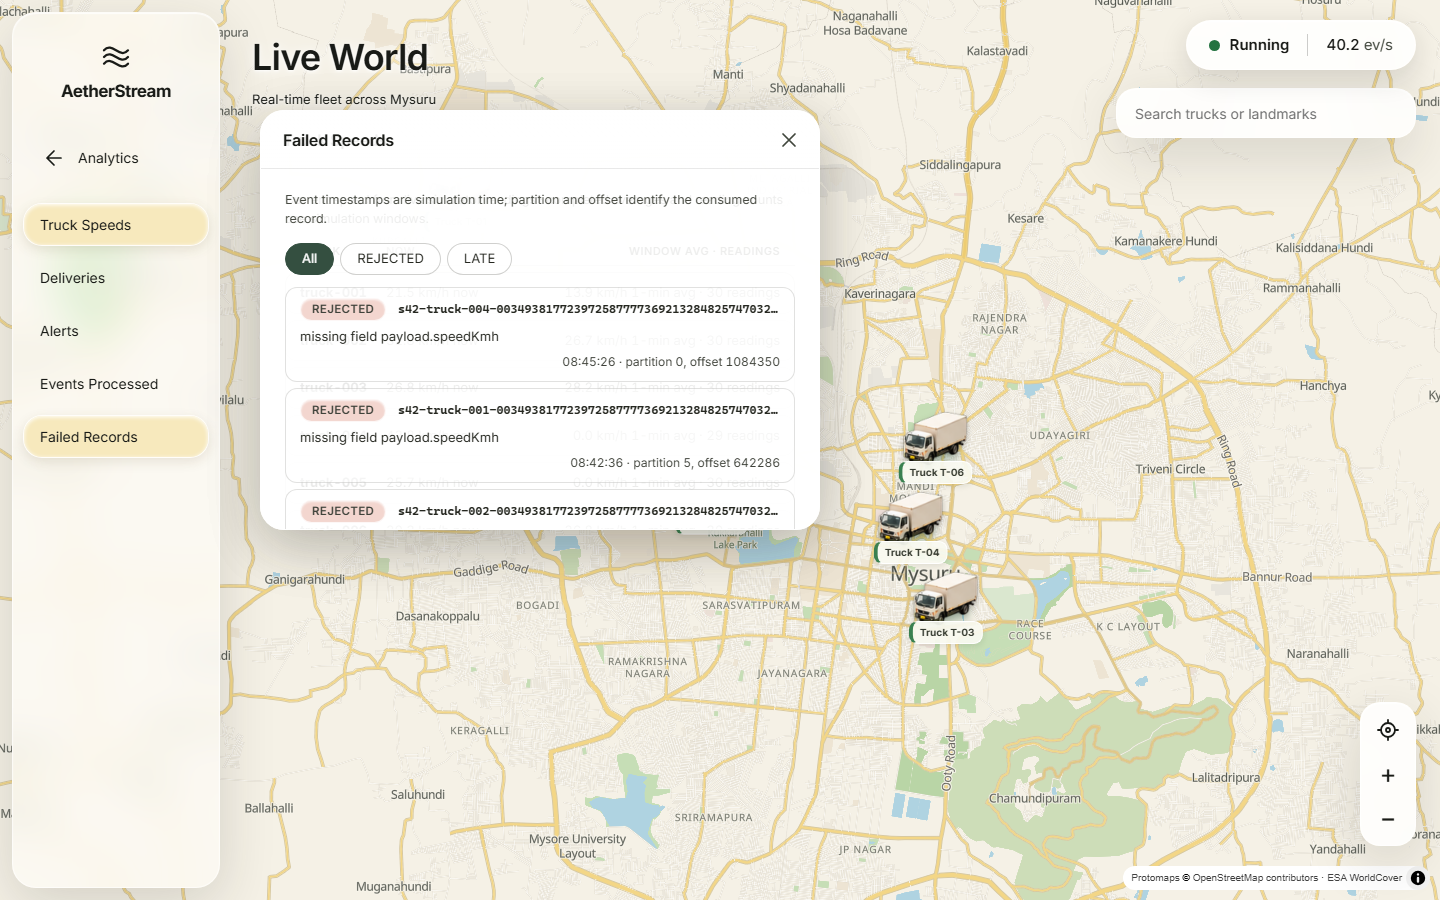 AetherStream
Analytics
Truck Speeds
Deliveries
Alerts
Events Processed
Failed Records
Live World
Real-time fleet across Mysuru
Running
40.2 ev/s
Search trucks or landmarks
Failed Records
Event timestamps are simulation time; partition and offset identify the consumed
record.
All
REJECTED
LATE
WINDOW AVG · READINGS
REJECTED
s42-truck-004-003493817723972587777369213284825747032…
missing field payload.speedKmh
08:45:26 · partition 0, offset 1084350
REJECTED
s42-truck-001-003493817723972587777369213284825747032…
missing field payload.speedKmh
08:42:36 · partition 5, offset 642286
REJECTED
s42-truck-002-003493817723972587777369213284825747032…
Naganahalli
Hosa Badavane
Kalastavadi
Manti
Shyadanahalli
Siddalingapura
Kesare
Kamanakere Hundi
Kalisiddana Hundi
Ring Road
Kaverinagara
Rammanahalli
RAJENDRA
NAGAR
Hanchya
UDAYAGIRI
Triveni Circle
Ring Road
Truck T-06
MANDI
Truck T-04
Lake Park
Mysuru
Truck T-03
Ganigarahundi
Gaddige Road
Dasanakoppalu
BOGADI
SARASVATIPURAM
Bannur Road
RACE
COURSE
K C LAYOUT
Naranahalli
RAMAKRISHNA
NAGARA
JAYANAGARA
KERAGALLI
Ooty Road
Lalitadripura
Chamundipuram
Saluhundi
Ballahalli
SRIRAMAPURA
Mysore University
Layout
JP NAGAR
Yandahalli
Muganahundi
+
−
Protomaps © OpenStreetMap contributors · ESA WorldCover